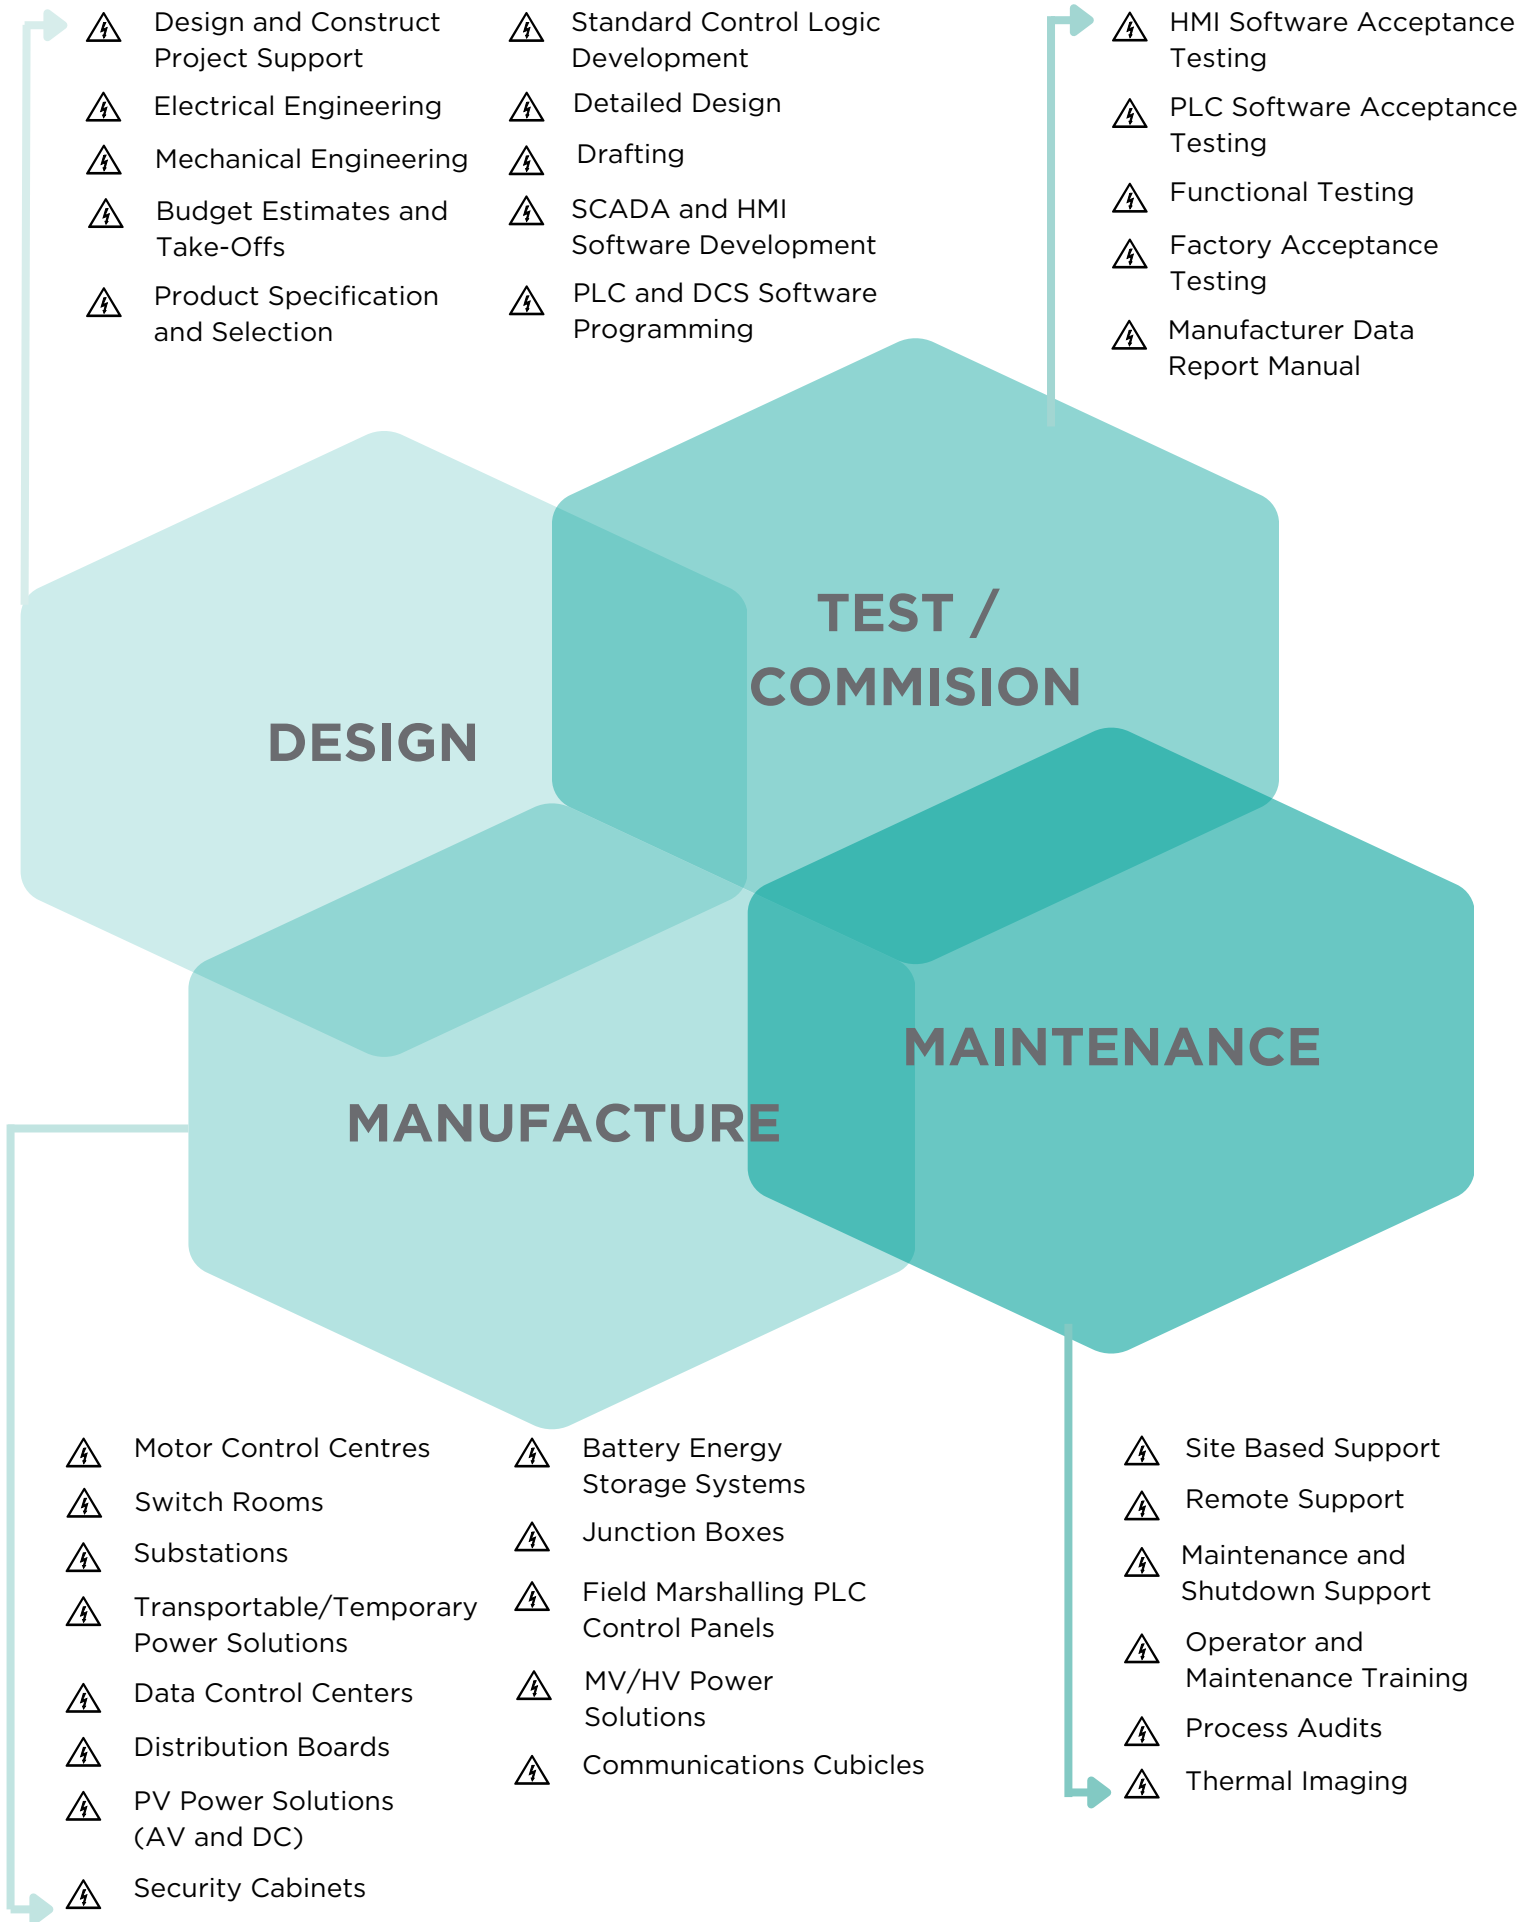 Design and Construct
Project Support
Electrical Engineering
Mechanical Engineering
Budget Estimates and
Take-Offs
Product Specification
and Selection
Standard Control Logic
Development
Detailed Design
Drafting
SCADA and HMI
Software Development
PLC and DCS Software
Programming
HMI Software Acceptance
Testing
PLC Software Acceptance
Testing
Functional Testing
Factory Acceptance
Testing
Manufacturer Data
Report Manual
TEST /
COMMISION
DESIGN
MAINTENANCE
MANUFACTURE
Motor Control Centres
Switch Rooms
Substations
Transportable/Temporary
Power Solutions
Data Control Centers
Distribution Boards
PV Power Solutions
(AV and DC)
Security Cabinets
Battery Energy
Storage Systems
Junction Boxes
Field Marshalling PLC
Control Panels
MV/HV Power
Solutions
Communications Cubicles
Site Based Support
Remote Support
Maintenance and
Shutdown Support
Operator and
Maintenance Training
Process Audits
Thermal Imaging